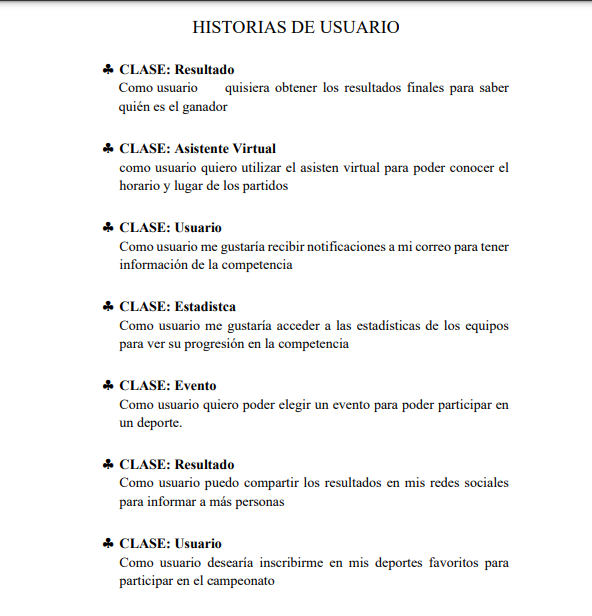 HISTORIAS DE USUARIO
♣ CLASE: Resultado
Como usuario quisiera obtener los resultados finales para saber
quién es el ganador
♣ CLASE: Asistente Virtual
como usuario quiero utilizar el asisten virtual para poder conocer el
horario y lugar de los partidos
♣ CLASE: Usuario
Como usuario me gustaría recibir notificaciones a mi correo para tener
información de la competencia
♣ CLASE: Estadistca
Como usuario me gustaría acceder a las estadísticas de los equipos
para ver su progresión en la competencia
♣ CLASE: Evento
Como usuario quiero poder elegir un evento para poder participar en
un deporte.
♣ CLASE: Resultado
Como usuario puedo compartir los resultados en mis redes sociales
para informar a más personas
♣ CLASE: Usuario
Como usuario desearía inscribirme en mis deportes favoritos para
participar en el campeonato